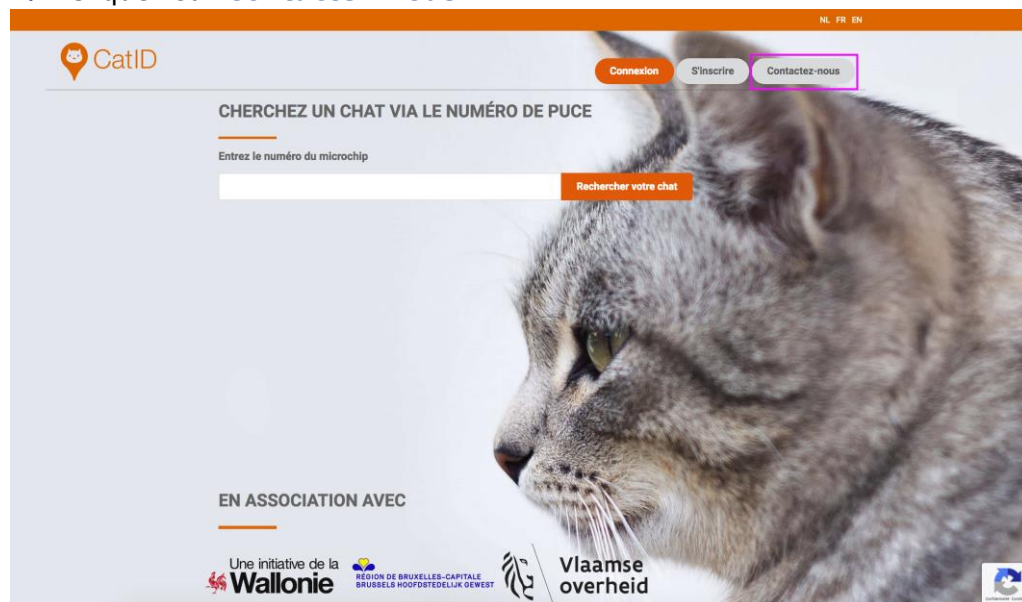 NL FR EN
CatID
Connexion S'inscrire Contactez-nous
CHERCHEZ UN CHAT VIA LE NUMÉRO DE PUCE
Entrez le numéro du microchip
Rechercher votre chat
EN ASSOCIATION AVEC
Une initiative de la
Wallonie
RÉGION DE BRUXELLES-CAPITALE
BRUSSELS HOOFDSTEDELIJK GEWEST
Vlaamse
overheid